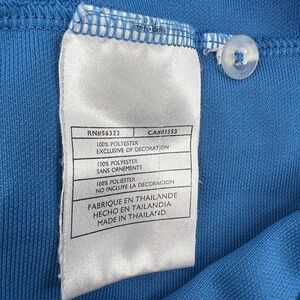 RN#56323 CA#05553
100% POLYESTER
EXCLUSIVE OF DECORATION
100% POLYESTER
SANS ORNEMENTS
100% POLYESTER
NO INCLUYE LA DECORACION
FABRIQUE EN THAILANDE
HECHO EN TAILANDIA
MADE IN THAILAND